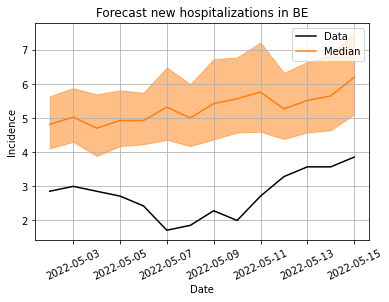 Forecast new hospitalizations in BE
Data
Median
7
6
5
4
3
2
Incidence
2022-05-03
2022-05-05
2022-05-07
2022-05-09
2022-05-11
2022-05-13
2022-05-15
Date